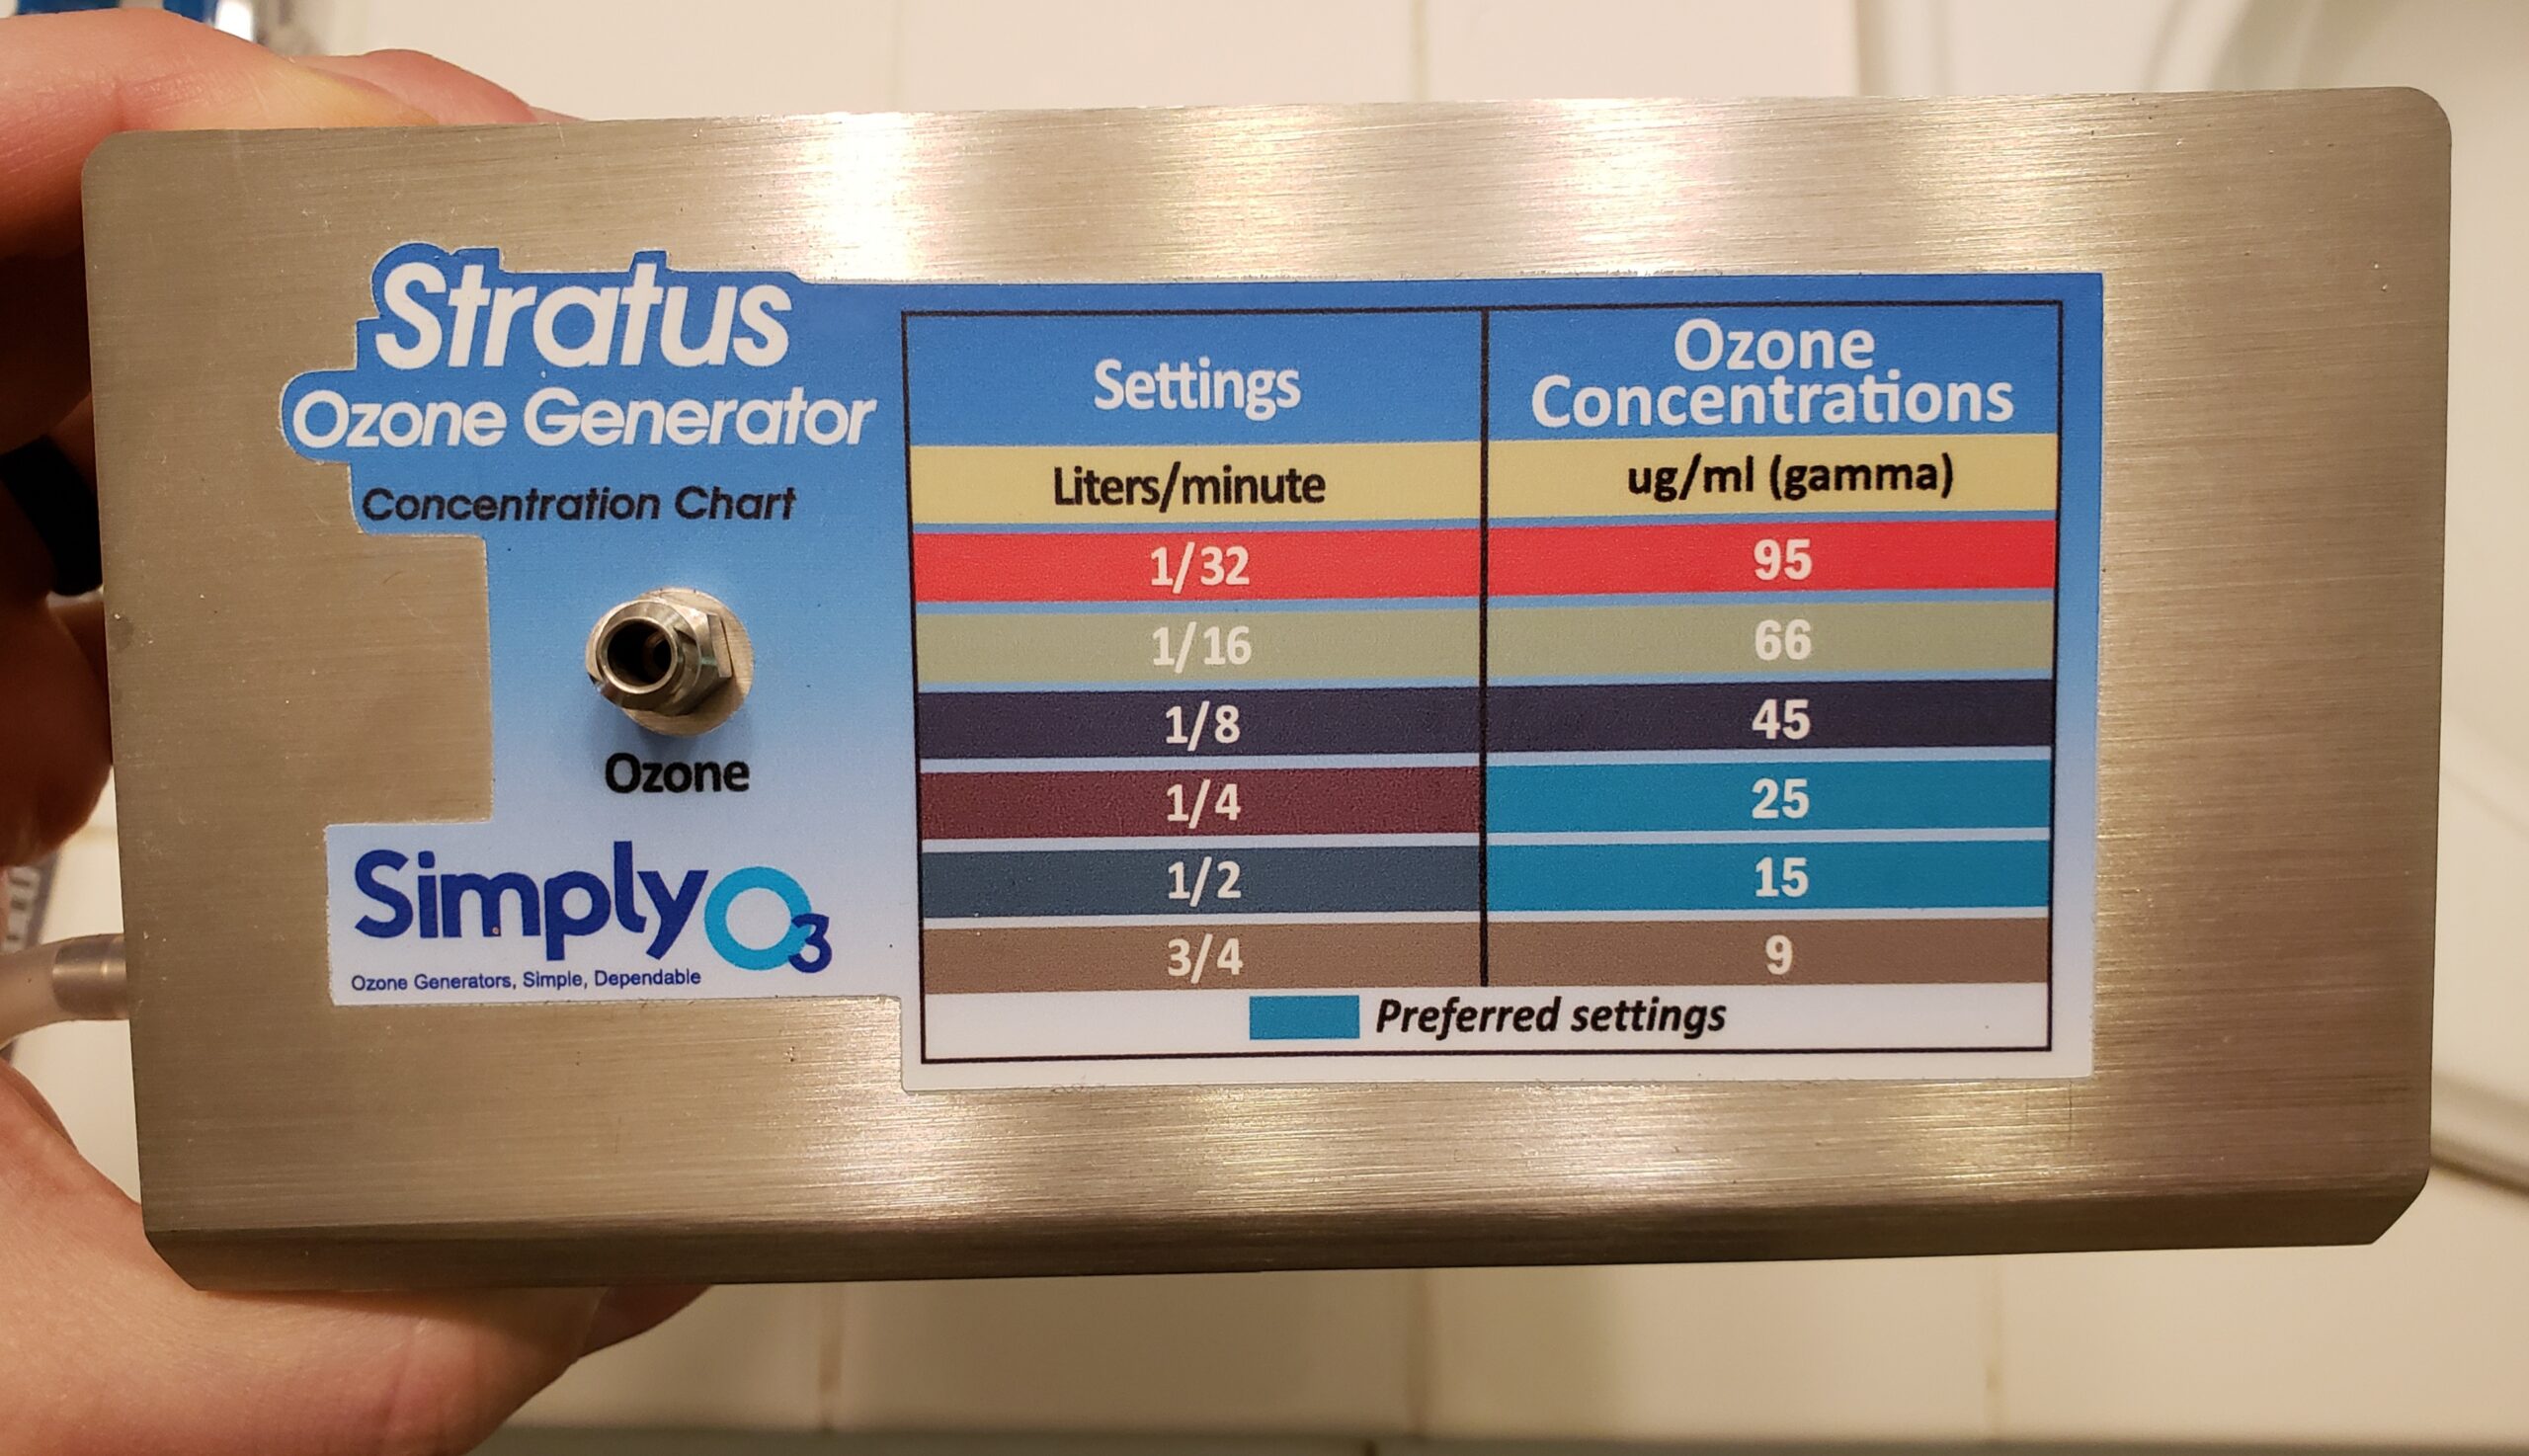 Stratus
Ozone Generator
Concentration Chart
Ozone
SimplyO3
Ozone Generators, Simple, Dependable
Settings Ozone Concentrations
Liters/minute ug/ml (gamma)
1/32 95
1/16 66
1/8 45
1/4 25
1/2 15
3/4 9
Preferred settings